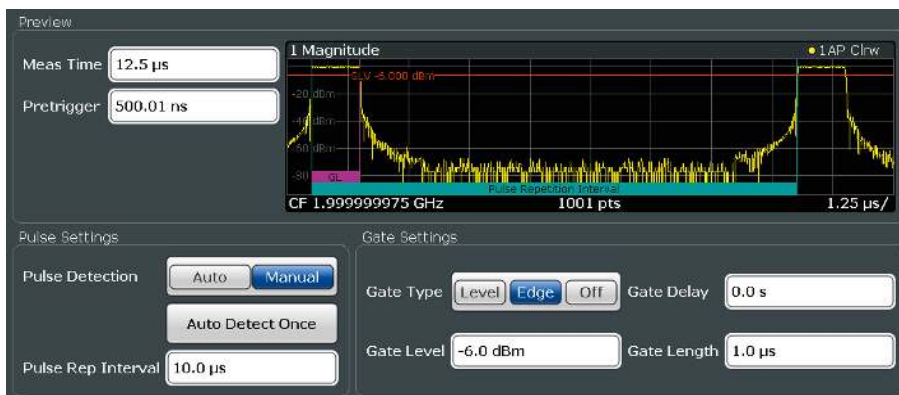 Preview
Meas Time 12.5 µs
Pretrigger 500.01 ns
1 Magnitude 1AP Clrw
GLV -6.000 dBm
-20 dBm
-40 dBm
-60 dBm
-80
GL
Pulse Repetition Interval
CF 1.999999975 GHz 1001 pts 1.25 µs/
Pulse Settings
Pulse Detection Auto Manual
Auto Detect Once
Pulse Rep Interval 10.0 µs
Gate Settings
Gate Type Level Edge Off Gate Delay 0.0 s
Gate Level -6.0 dBm Gate Length 1.0 µs